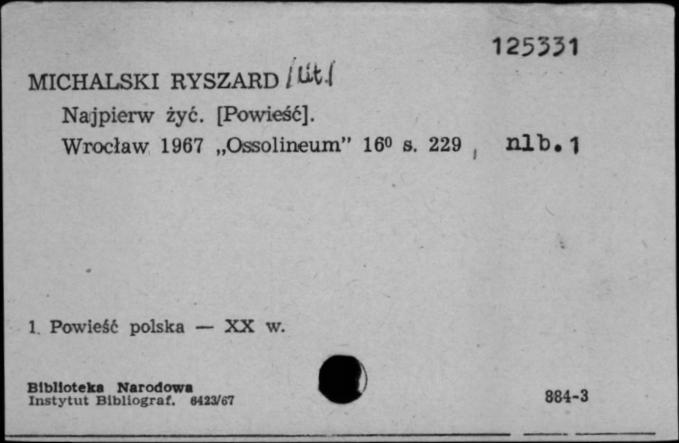 125331
MICHALSKI RYSZARD /Lit./
Najpierw żyć. [Powieść].
Wrocław 1967 „Ossolineum” 16⁰ s. 229, nlb. 1
1. Powieść polska — XX w.
Biblioteka Narodowa
Instytut Bibliograf. 6423/67
884-3